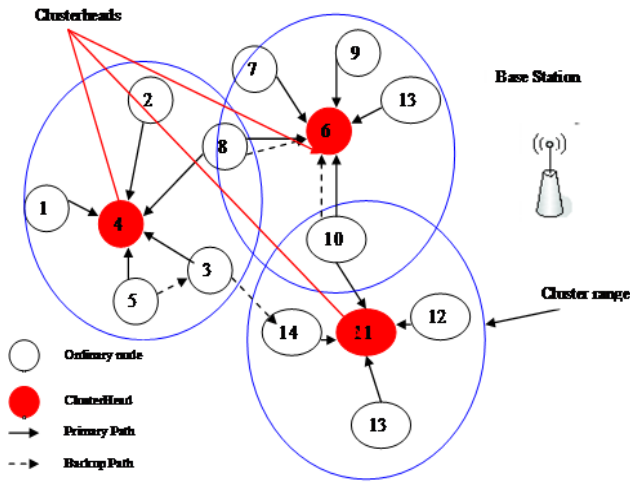 Clusterheads
9
7
Base Station
2
13
6
8
1
4
10
3
5
Cluster range
12
14
11
Ordinary node
ClusterHead
13
Primary Path
Backup Path